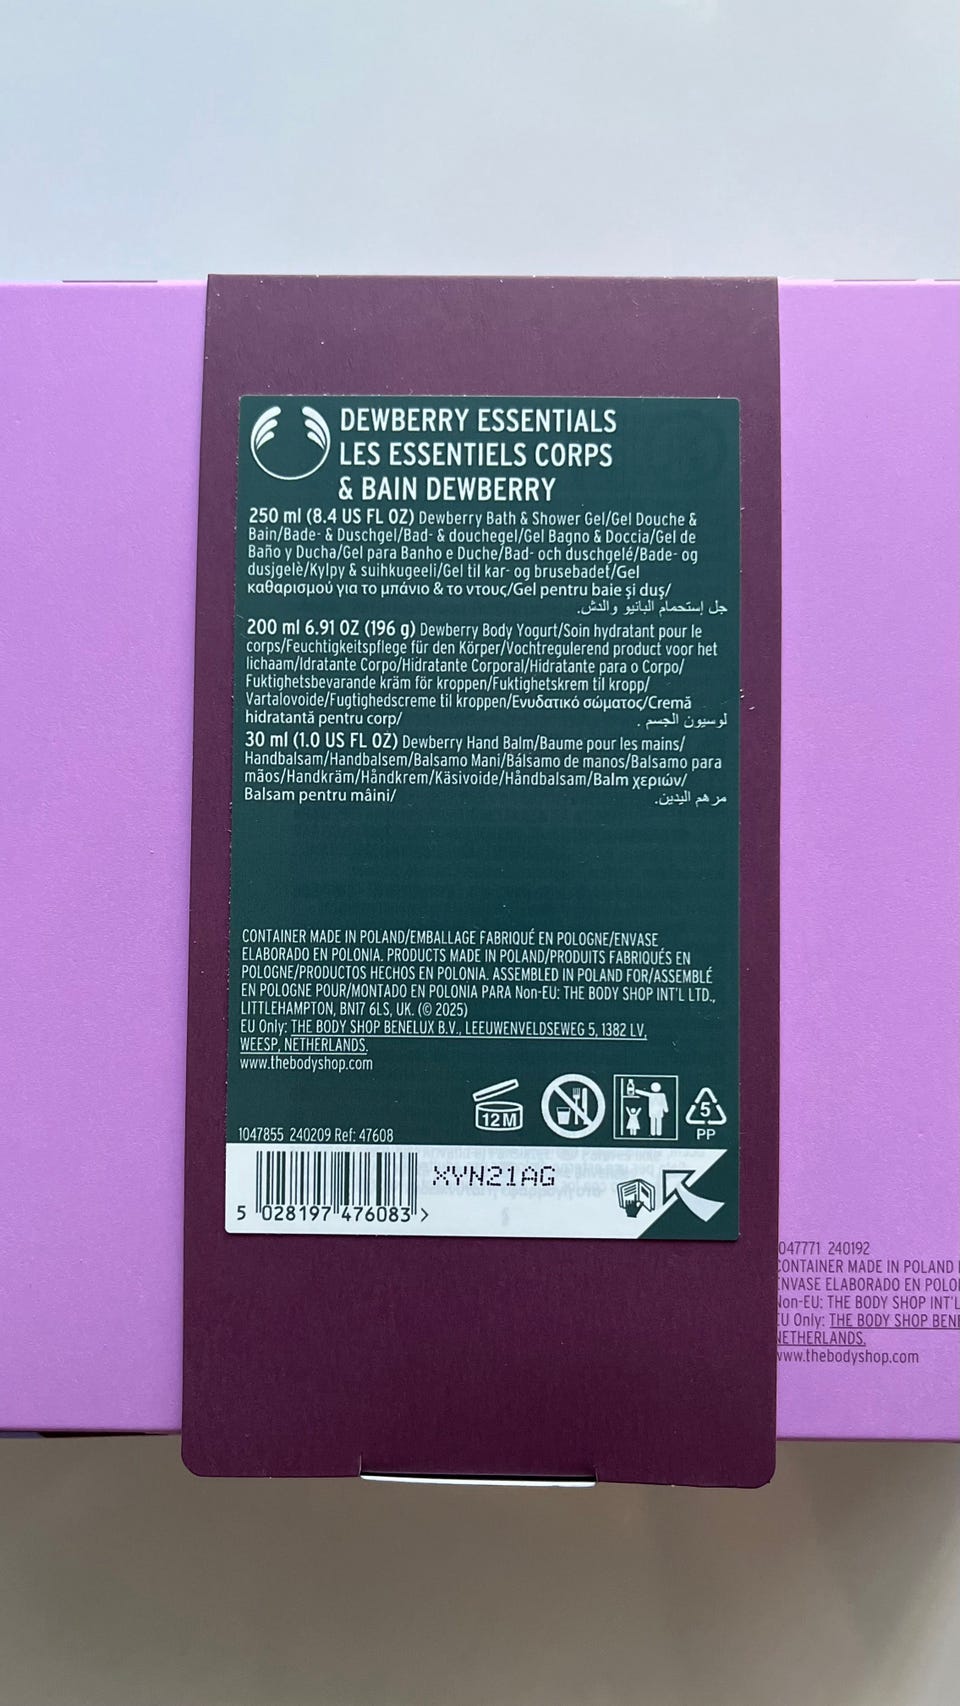 DEWBERRY ESSENTIALS
LES ESSENTIELS CORPS
& BAIN DEWBERRY
250 ml (8.4 US FL OZ) Dewberry Bath & Shower Gel/Gel Douche &
Bain/Bade- & Duschgel/Bad- & douchegel/Gel Bagno & Doccia/Gel de
Baño y Ducha/Gel para Banho e Duche/Bad- och duschgelé/Bade- og
dusjgelè/Kylpy & suihkugeeli/Gel til kar- og brusebadet/Gel
καθαρισμού για το μπάνιο & το ντους/Gel pentru baie și duș/
جل إستحمام البانيو والدش.
200 ml 6.91 OZ (196 g) Dewberry Body Yogurt/Soin hydratant pour le
corps/Feuchtigkeitspflege für den Körper/Vochtregulerend product voor het
lichaam/Idratante Corpo/Hidratante Corporal/Hidratante para o Corpo/
Fuktighetsbevarande kräm för kroppen/Fuktighetskrem til kropp/
Vartalovoide/Fugtighedscreme til kroppen/Ενυδατικό σώματος/Cremă
hidratantă pentru corp/ لوسيون الجسم .
30 ml (1.0 US FL OZ) Dewberry Hand Balm/Baume pour les mains/
Handbalsam/Handbalsem/Balsamo Mani/Bálsamo de manos/Balsamo para
mãos/Handkräm/Håndkrem/Käsivoide/Håndbalsam/Balm χεριών/
Balsam pentru mâini/ مرهم اليدين.
CONTAINER MADE IN POLAND/EMBALLAGE FABRIQUÉ EN POLOGNE/ENVASE
ELABORADO EN POLONIA. PRODUCTS MADE IN POLAND/PRODUITS FABRIQUÉS EN
POLOGNE/PRODUCTOS HECHOS EN POLONIA. ASSEMBLED IN POLAND FOR/ASSEMBLÉ
EN POLOGNE POUR/MONTADO EN POLONIA PARA Non-EU: THE BODY SHOP INT'L LTD.,
LITTLEHAMPTON, BN17 6LS, UK. (© 2025)
EU Only: THE BODY SHOP BENELUX B.V., LEEUWENVELDSEWEG 5, 1382 LV,
WEESP, NETHERLANDS.
www.thebodyshop.com
12M
5
PP
1047855 240209 Ref: 47608
XYN21AG
5 028197 476083 >
047771 240192
CONTAINER MADE IN POLAND
ENVASE ELABORADO EN POLO
Non-EU: THE BODY SHOP INT'L
EU Only: THE BODY SHOP BENE
NETHERLANDS.
www.thebodyshop.com